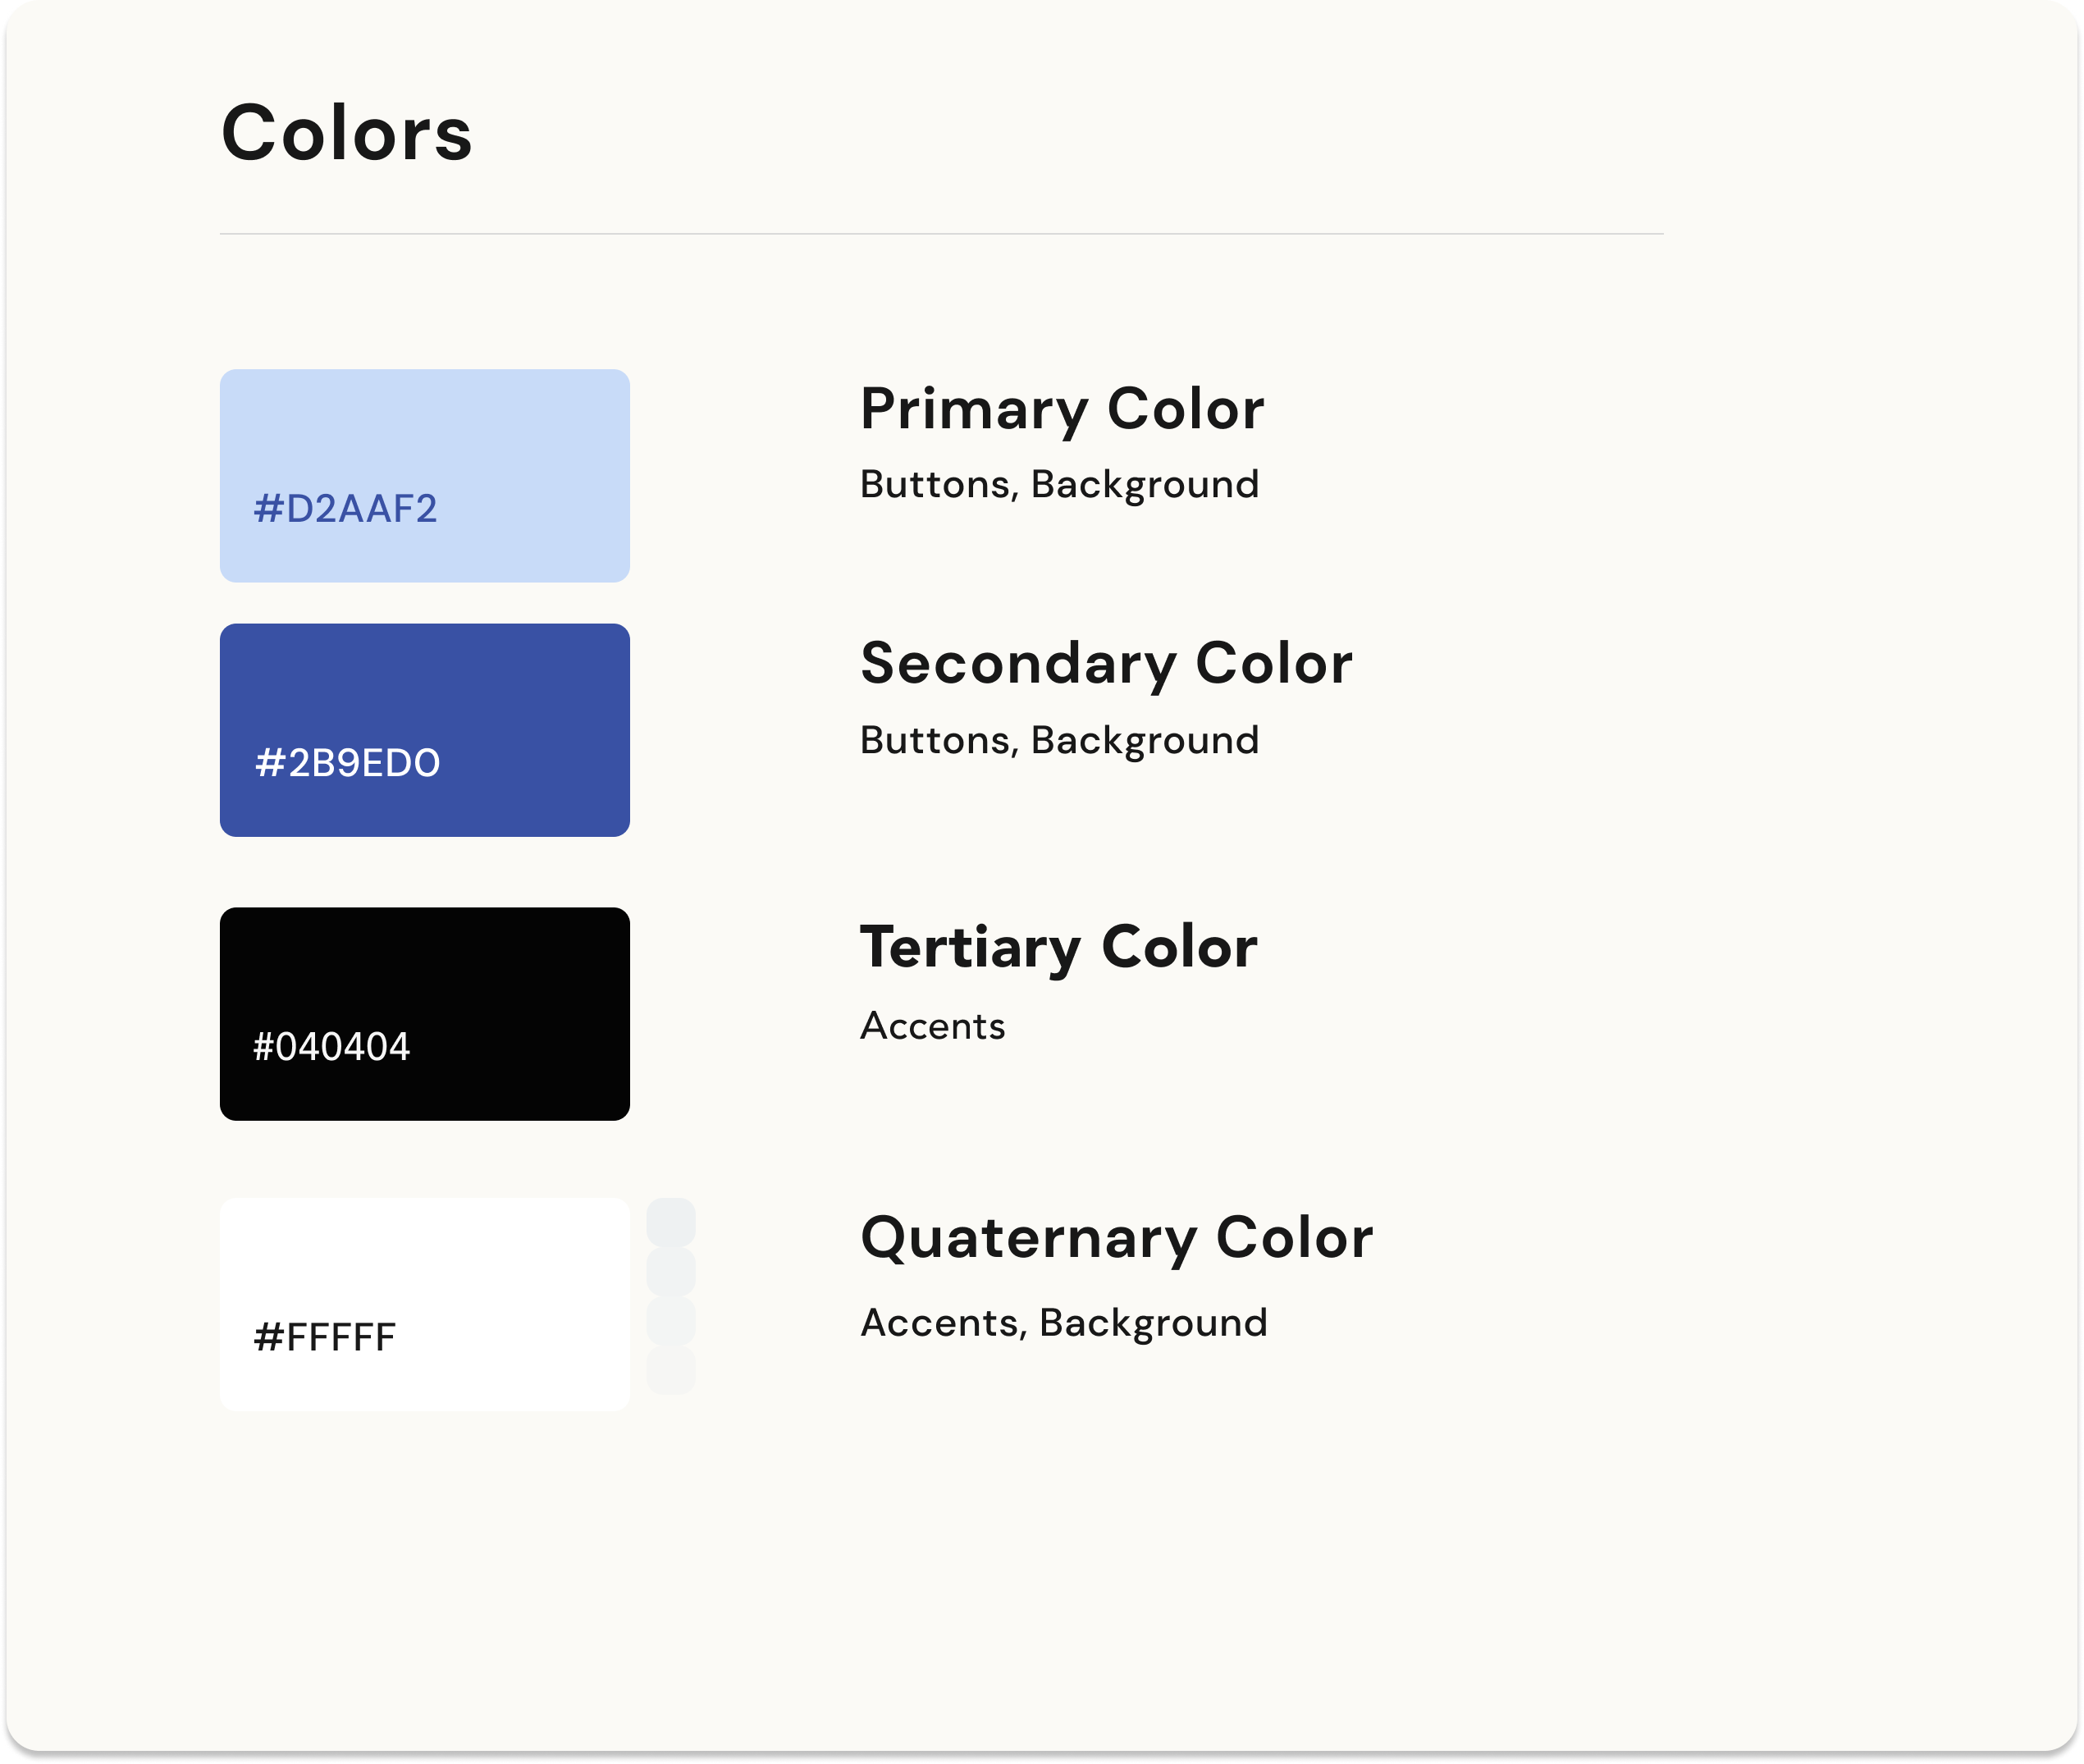 Colors
#D2AAF2
Primary Color
Buttons, Background
#2B9ED0
Secondary Color
Buttons, Background
#040404
Tertiary Color
Accents
#FFFFF
Quaternary Color
Accents, Background